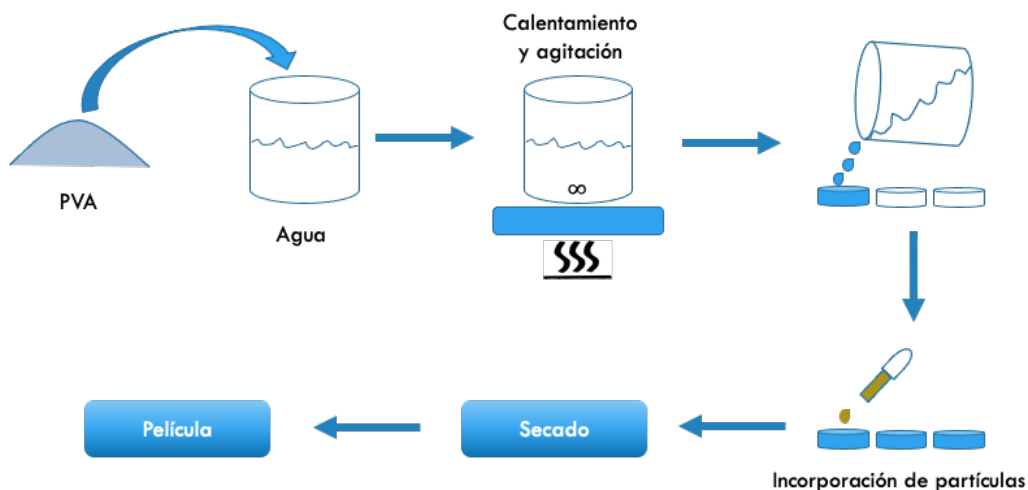 Calentamiento
y agitación
PVA
Agua
∞
Película
Secado
Incorporación de partículas